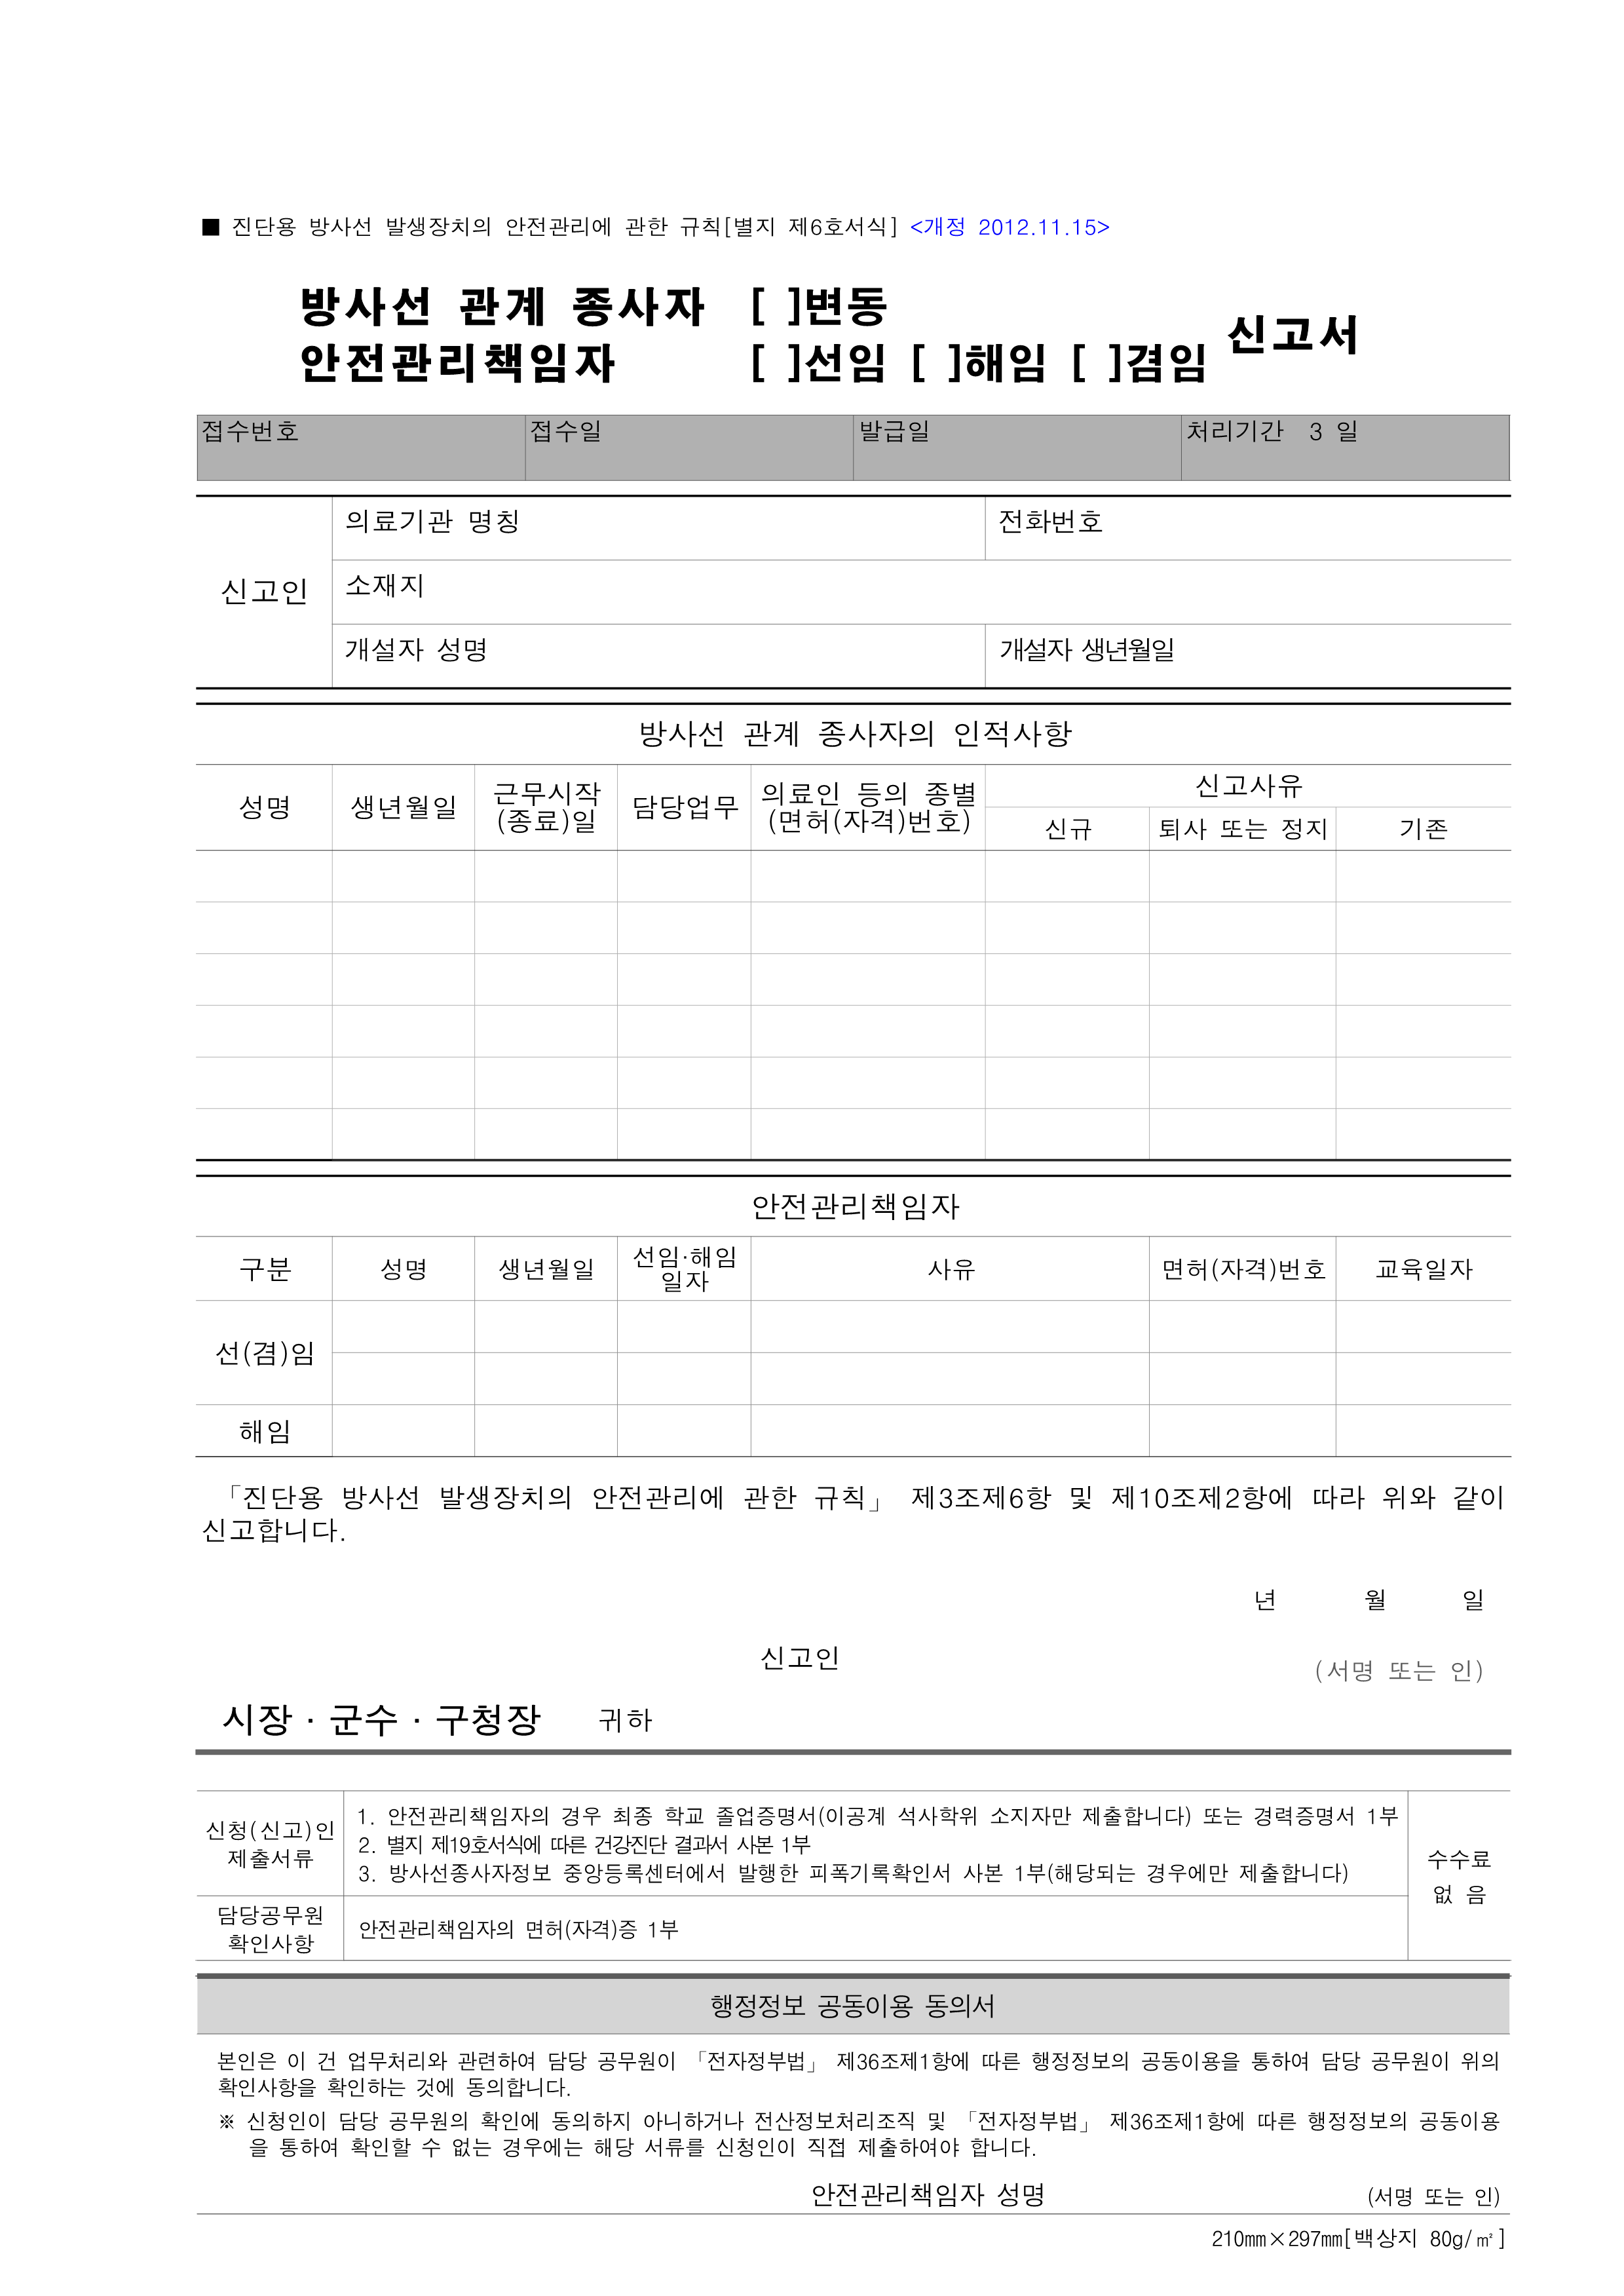 ■ 진단용 방사선 발생장치의 안전관리에 관한 규칙[별지 제6호서식] <개정 2012.11.15>
방사선 관계 종사자 [ ]변동
안전관리책임자 [ ]선임 [ ]해임 [ ]겸임 신고서
접수번호 접수일 발급일 처리기간 3 일
신고인
의료기관 명칭 전화번호
소재지
개설자 성명 개설자 생년월일
방사선 관계 종사자의 인적사항
성명 생년월일 근무시작 담당업무 의료인 등의 종별 신고사유
(종료)일 (면허(자격)번호) 신규 퇴사 또는 정지 기존
안전관리책임자
구분 성명 생년월일 선임·해임 사유 면허(자격)번호 교육일자
일자
선(겸)임
해임
「진단용 방사선 발생장치의 안전관리에 관한 규칙」 제3조제6항 및 제10조제2항에 따라 위와 같이
신고합니다.
년 월 일
신고인 (서명 또는 인)
시장 · 군수 · 구청장 귀하
신청(신고)인
제출서류
1. 안전관리책임자의 경우 최종 학교 졸업증명서(이공계 석사학위 소지자만 제출합니다) 또는 경력증명서 1부
2. 별지 제19호서식에 따른 건강진단 결과서 사본 1부
3. 방사선종사자정보 중앙등록센터에서 발행한 피폭기록확인서 사본 1부(해당되는 경우에만 제출합니다)
수수료
없 음
담당공무원
확인사항
안전관리책임자의 면허(자격)증 1부
행정정보 공동이용 동의서
본인은 이 건 업무처리와 관련하여 담당 공무원이 「전자정부법」 제36조제1항에 따른 행정정보의 공동이용을 통하여 담당 공무원이 위의
확인사항을 확인하는 것에 동의합니다.
※ 신청인이 담당 공무원의 확인에 동의하지 아니하거나 전산정보처리조직 및 「전자정부법」 제36조제1항에 따른 행정정보의 공동이용
을 통하여 확인할 수 없는 경우에는 해당 서류를 신청인이 직접 제출하여야 합니다.
안전관리책임자 성명 (서명 또는 인)
210㎜×297㎜[백상지 80g/㎡]